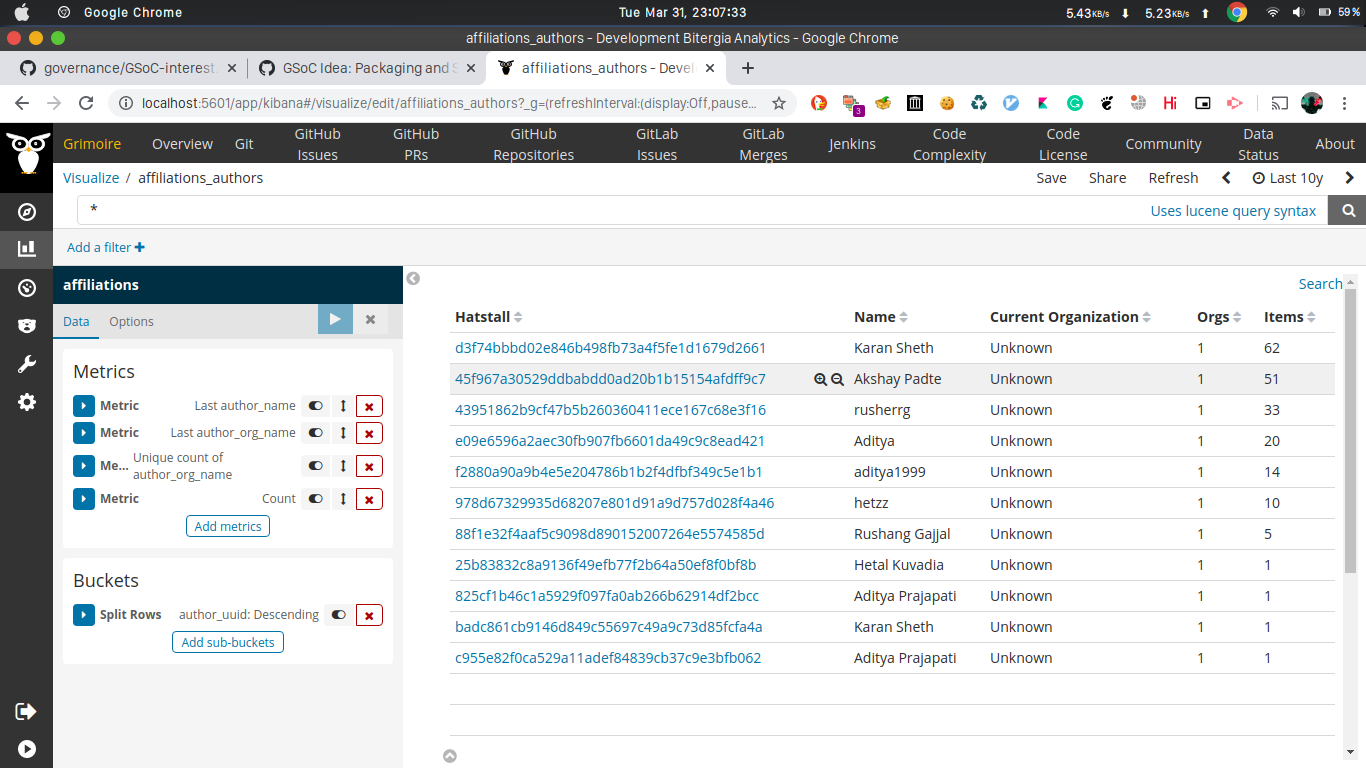 Google Chrome
Tue Mar 31, 23:07:33
5.43KB/s 5.23KB/s 59%
affiliations_authors - Development Bitergia Analytics - Google Chrome
governance/GSoC-interest
GSoC Idea: Packaging and S
affiliations_authors - Devel
localhost:5601/app/kibana#/visualize/edit/affiliations_authors?_g=(refreshInterval:(display:Off,pause...
3
Hi
Grimoire
Overview
Git
GitHub Issues
GitHub PRs
GitHub Repositories
GitLab Issues
GitLab Merges
Jenkins
Code Complexity
Code License
Community
Data Status
About
Visualize / affiliations_authors
Save Share Refresh Last 10y
*
Uses lucene query syntax
Add a filter
affiliations
Data Options
Metrics
Metric Last author_name
Metric Last author_org_name
Me... Unique count of author_org_name
Metric Count
Add metrics
Buckets
Split Rows author_uuid: Descending
Add sub-buckets
Search
Hatstall Name Current Organization Orgs Items
d3f74bbbd02e846b498fb73a4f5fe1d1679d2661 Karan Sheth Unknown 1 62
45f967a30529ddbabdd0ad20b1b15154afdff9c7 Akshay Padte Unknown 1 51
43951862b9cf47b5b260360411ece167c68e3f16 rusherrg Unknown 1 33
e09e6596a2aec30fb907fb6601da49c9c8ead421 Aditya Unknown 1 20
f2880a90a9b4e5e204786b1b2f4dfbf349c5e1b1 aditya1999 Unknown 1 14
978d67329935d68207e801d91a9d757d028f4a46 hetzz Unknown 1 10
88f1e32f4aaf5c9098d890152007264e5574585d Rushang Gajjal Unknown 1 5
25b83832c8a9136f49efb77f2b64a50ef8f0bf8b Hetal Kuvadia Unknown 1 1
825cf1b46c1a5929f097fa0ab266b62914df2bcc Aditya Prajapati Unknown 1 1
badc861cb9146d849c55697c49a9c73d85fcfa4a Karan Sheth Unknown 1 1
c955e82f0ca529a11adef84839cb37c9e3bfb062 Aditya Prajapati Unknown 1 1